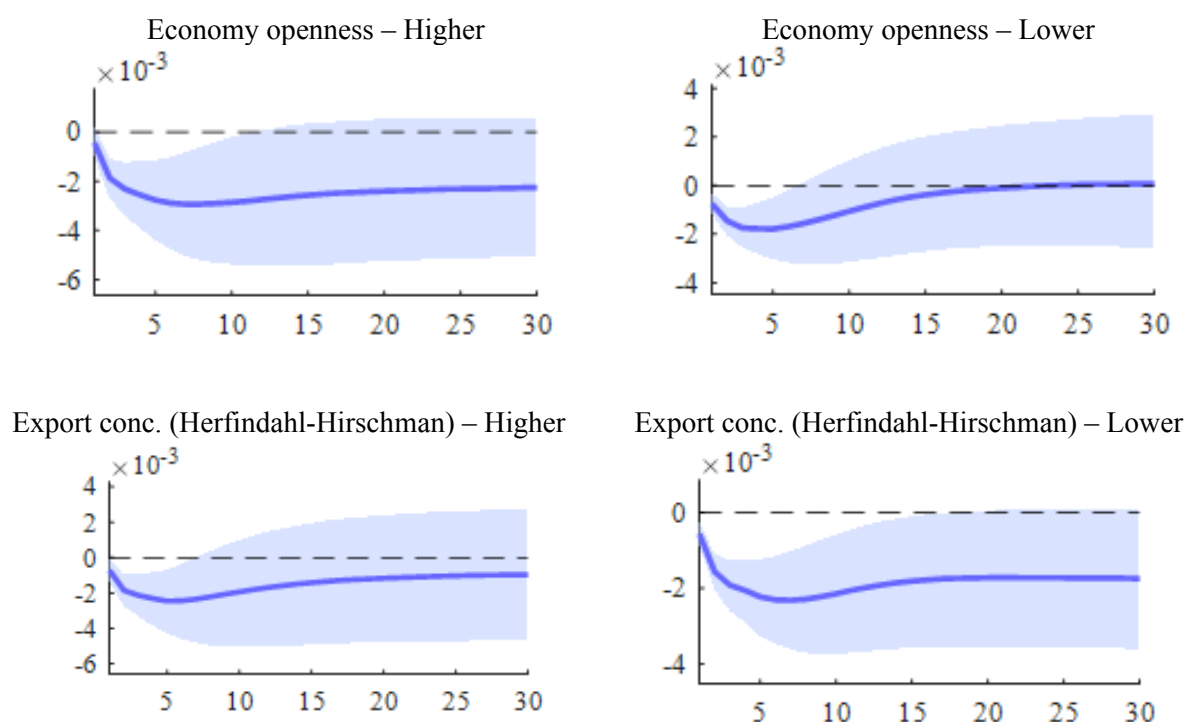 Economy openness – Higher
×10-3
0
-2
-4
-6
5 10 15 20 25 30
Economy openness – Lower
×10-3
4
2
0
-2
-4
5 10 15 20 25 30
Export conc. (Herfindahl-Hirschman) – Higher
×10-3
4
2
0
-2
-4
-6
5 10 15 20 25 30
Export conc. (Herfindahl-Hirschman) – Lower
×10-3
0
-2
-4
5 10 15 20 25 30